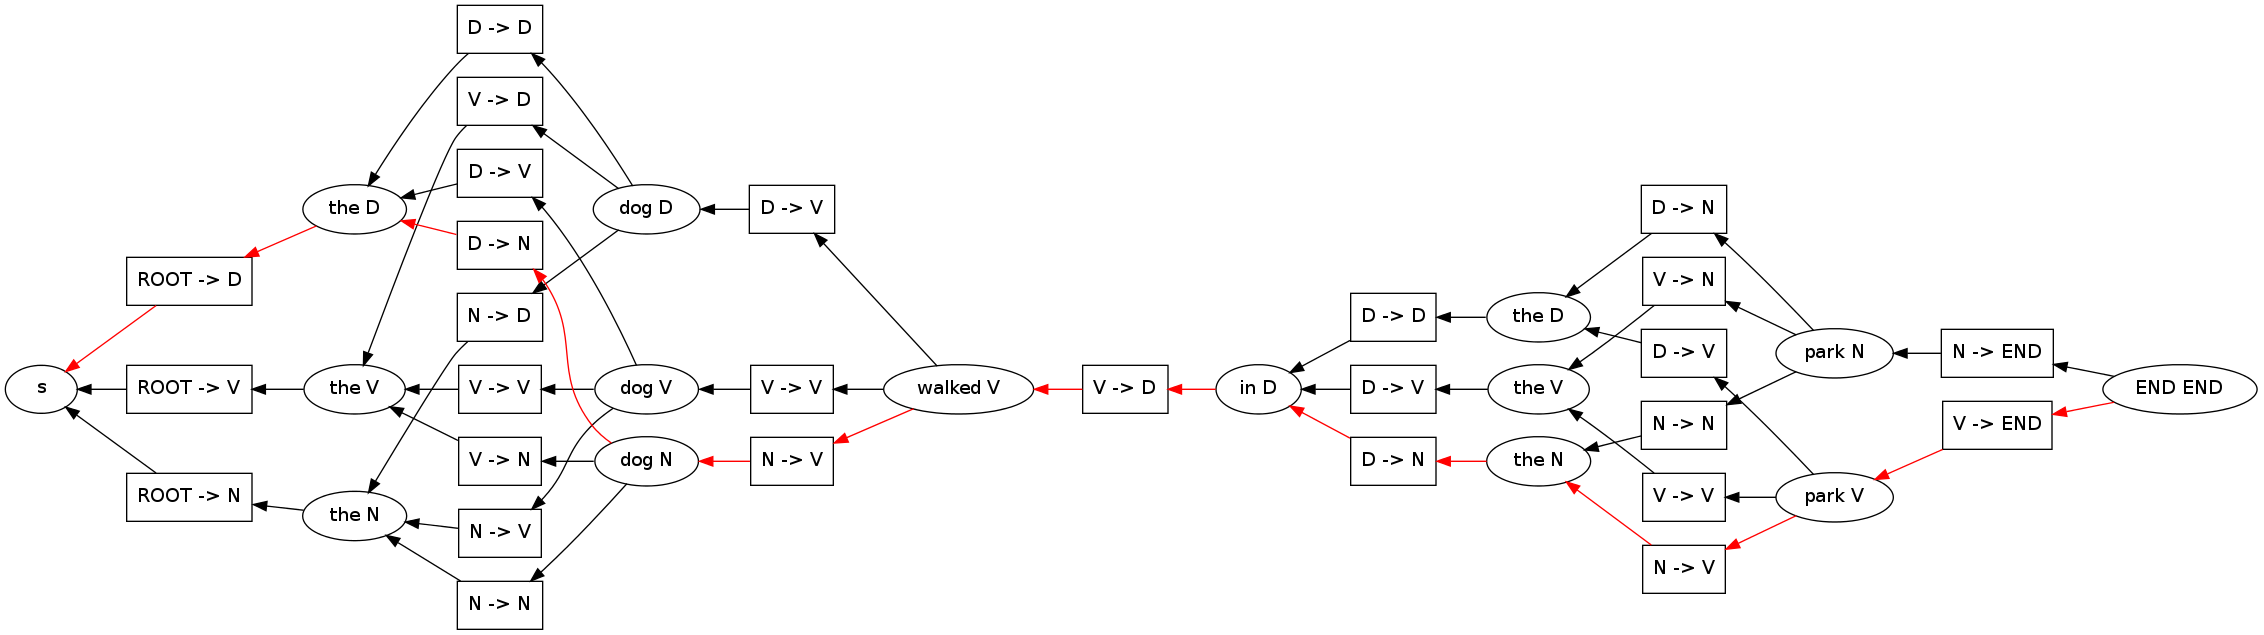 s
ROOT -> D
ROOT -> V
ROOT -> N
the D
the V
the N
D -> D
V -> D
D -> V
D -> N
N -> D
V -> V
V -> N
N -> V
N -> N
dog D
dog V
dog N
D -> V
V -> V
N -> V
walked V
V -> D
in D
D -> D
D -> V
D -> N
the D
the V
the N
D -> N
V -> N
D -> V
N -> N
V -> V
N -> V
park N
park V
N -> END
V -> END
END END